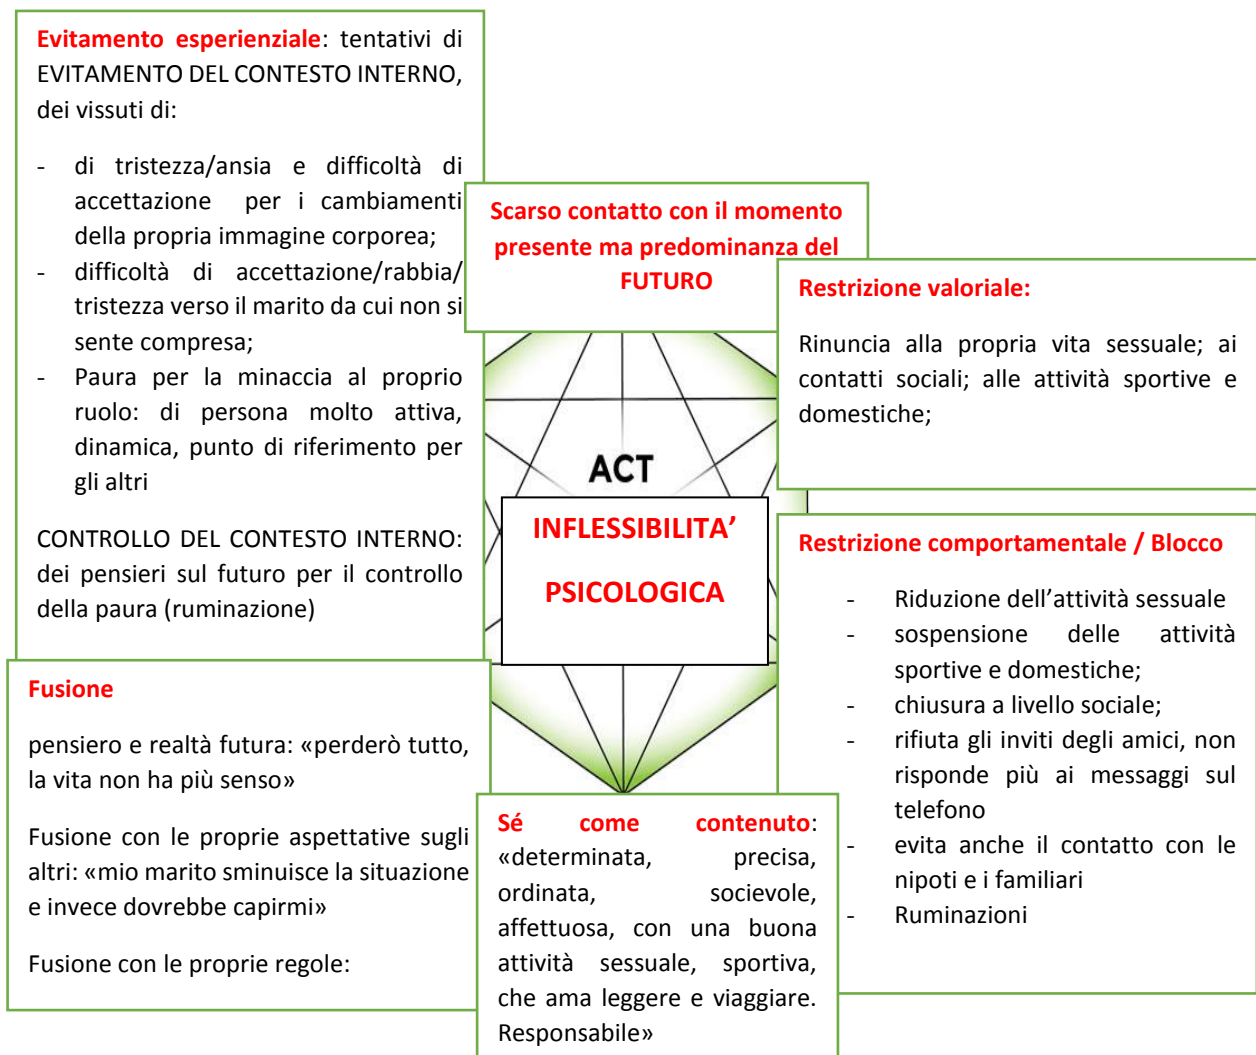 Evitamento esperienziale: tentativi di
EVITAMENTO DEL CONTESTO INTERNO,
dei vissuti di:
- di tristezza/ansia e difficoltà di
accettazione per i cambiamenti
della propria immagine corporea;
- difficoltà di accettazione/rabbia/
tristezza verso il marito da cui non si
sente compresa;
- Paura per la minaccia al proprio
ruolo: di persona molto attiva,
dinamica, punto di riferimento per
gli altri
CONTROLLO DEL CONTESTO INTERNO:
dei pensieri sul futuro per il controllo
della paura (ruminazione)
Scarso contatto con il momento
presente ma predominanza del
FUTURO
Restrizione valoriale:
Rinuncia alla propria vita sessuale; ai
contatti sociali; alle attività sportive e
domestiche;
ACT
INFLESSIBILITA’
PSICOLOGICA
Restrizione comportamentale / Blocco
- Riduzione dell’attività sessuale
- sospensione delle attività
sportive e domestiche;
- chiusura a livello sociale;
- rifiuta gli inviti degli amici, non
risponde più ai messaggi sul
telefono
- evita anche il contatto con le
nipoti e i familiari
- Ruminazioni
Fusione
pensiero e realtà futura: «perderò tutto,
la vita non ha più senso»
Fusione con le proprie aspettative sugli
altri: «mio marito sminuisce la situazione
e invece dovrebbe capirmi»
Fusione con le proprie regole:
Sé come contenuto:
«determinata, precisa,
ordinata, socievole,
affettuosa, con una buona
attività sessuale, sportiva,
che ama leggere e viaggiare.
Responsabile»